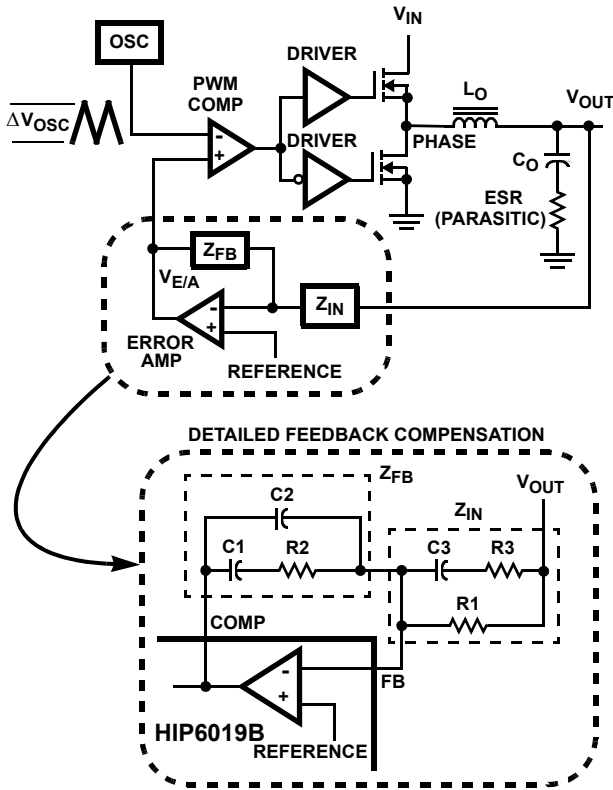 V_IN
OSC
DRIVER
L_O
V_OUT
PWM
COMP
ΔV_OSC
-
+
DRIVER
PHASE
C_O
ESR
(PARASITIC)
Z_FB
V_E/A
Z_IN
-
+
ERROR
AMP
REFERENCE
DETAILED FEEDBACK COMPENSATION
Z_FB
V_OUT
C2
Z_IN
C1
R2
C3
R3
R1
COMP
-
+
FB
HIP6019B
REFERENCE